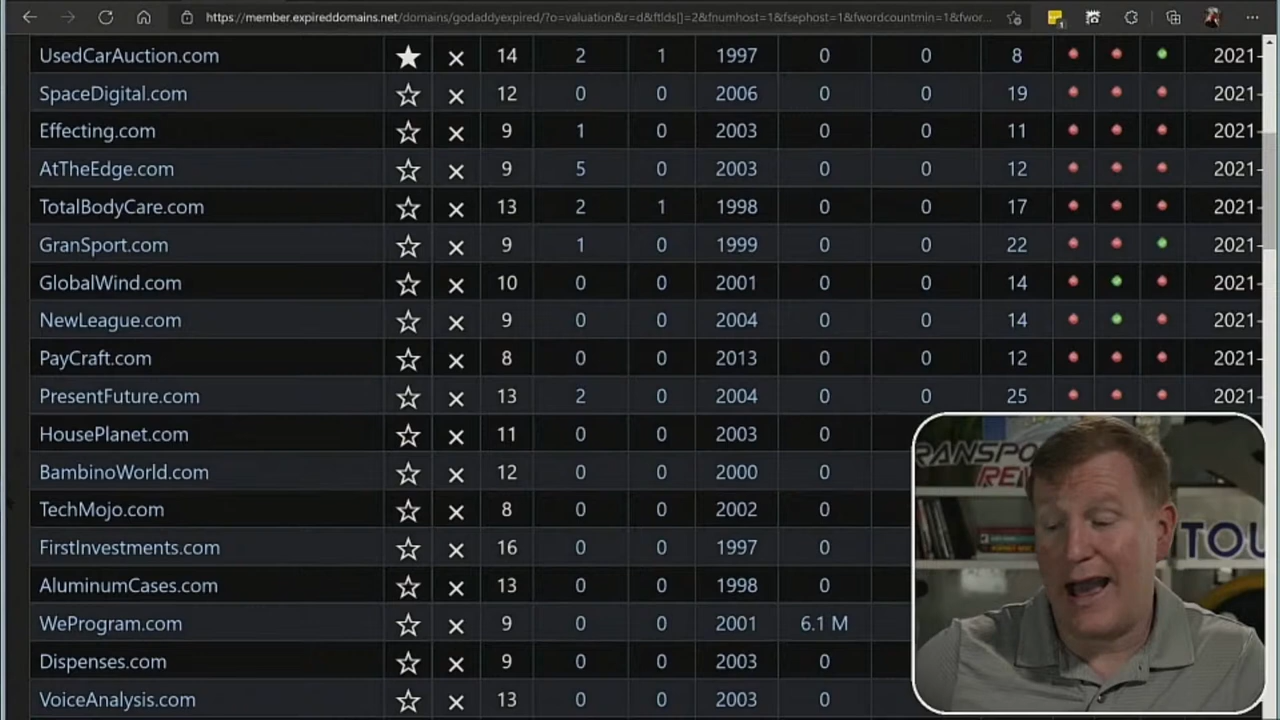 https://member.expireddomains.net/domains/godaddyexpired/?o=valuation&r=d&ftlds[]=2&fnumhost=1&fsephost=1&fwordcountmin=1&fwor...
1
UsedCarAuction.com 14 2 1 1997 0 0 8 2021-
SpaceDigital.com 12 0 0 2006 0 0 19 2021-
Effecting.com 9 1 0 2003 0 0 11 2021-
AtTheEdge.com 9 5 0 2003 0 0 12 2021-
TotalBodyCare.com 13 2 1 1998 0 0 17 2021-
GranSport.com 9 1 0 1999 0 0 22 2021-
GlobalWind.com 10 0 0 2001 0 0 14 2021-
NewLeague.com 9 0 0 2004 0 0 14 2021-
PayCraft.com 8 0 0 2013 0 0 12 2021-
PresentFuture.com 13 2 0 2004 0 0 25 2021-
HousePlanet.com 11 0 0 2003 0
BambinoWorld.com 12 0 0 2000 0
TechMojo.com 8 0 0 2002 0
FirstInvestments.com 16 0 0 1997 0
AluminumCases.com 13 0 0 1998 0
WeProgram.com 9 0 0 2001 6.1 M
Dispenses.com 9 0 0 2003 0
VoiceAnalysis.com 13 0 0 2003 0
RANSPO
RE
TOU